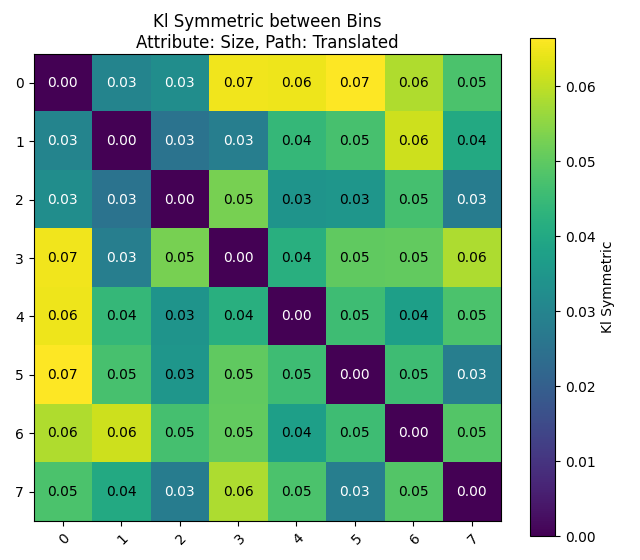 Kl Symmetric between Bins
Attribute: Size, Path: Translated
0 0.00 0.03 0.03 0.07 0.06 0.07 0.06 0.05
1 0.03 0.00 0.03 0.03 0.04 0.05 0.06 0.04
2 0.03 0.03 0.00 0.05 0.03 0.03 0.05 0.03
3 0.07 0.03 0.05 0.00 0.04 0.05 0.05 0.06
4 0.06 0.04 0.03 0.04 0.00 0.05 0.04 0.05
5 0.07 0.05 0.03 0.05 0.05 0.00 0.05 0.03
6 0.06 0.06 0.05 0.05 0.04 0.05 0.00 0.05
7 0.05 0.04 0.03 0.06 0.05 0.03 0.05 0.00
0 1 2 3 4 5 6 7
0.06
0.05
0.04
0.03
0.02
0.01
0.00
Kl Symmetric